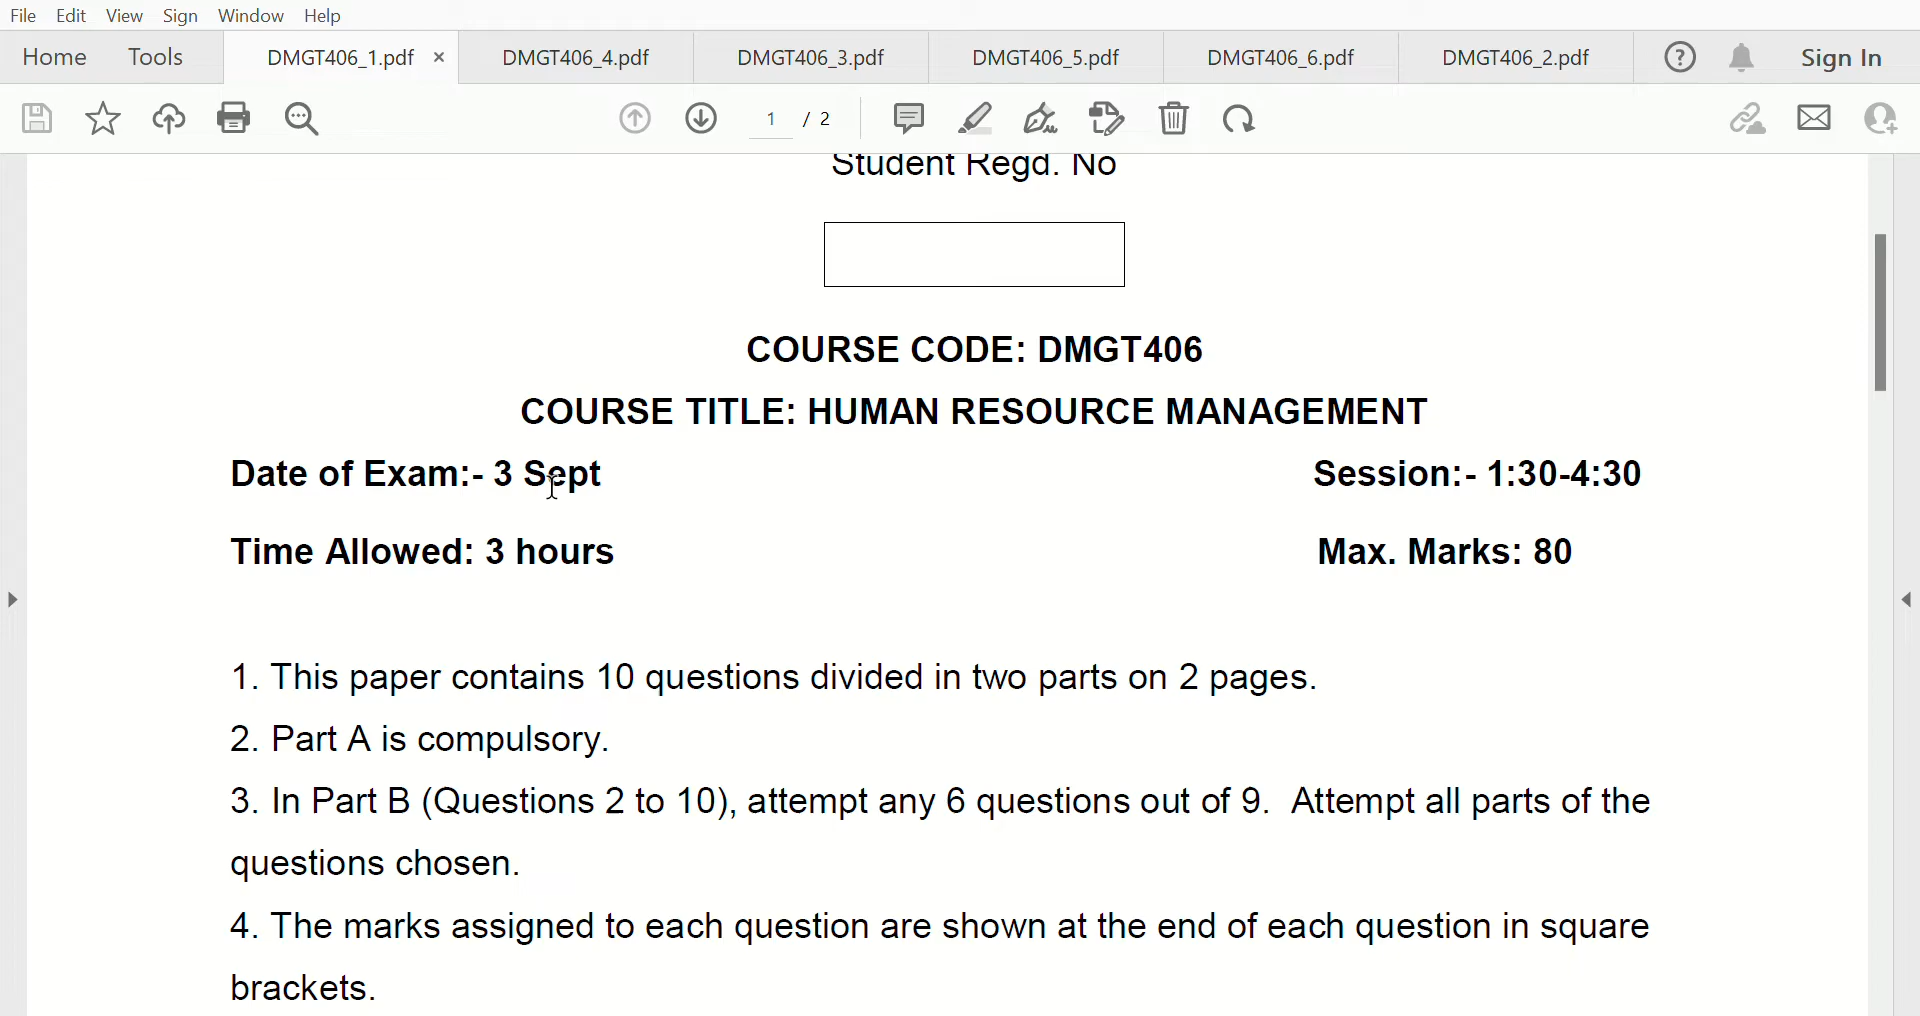 File Edit View Sign Window Help
Home Tools DMGT406_1.pdf × DMGT406_4.pdf DMGT406_3.pdf DMGT406_5.pdf DMGT406_6.pdf DMGT406_2.pdf ? Sign In
1 / 2
Student Regd. No
COURSE CODE: DMGT406
COURSE TITLE: HUMAN RESOURCE MANAGEMENT
Date of Exam:- 3 Sept Session:- 1:30-4:30
Time Allowed: 3 hours Max. Marks: 80
1. This paper contains 10 questions divided in two parts on 2 pages.
2. Part A is compulsory.
3. In Part B (Questions 2 to 10), attempt any 6 questions out of 9. Attempt all parts of the
questions chosen.
4. The marks assigned to each question are shown at the end of each question in square
brackets.